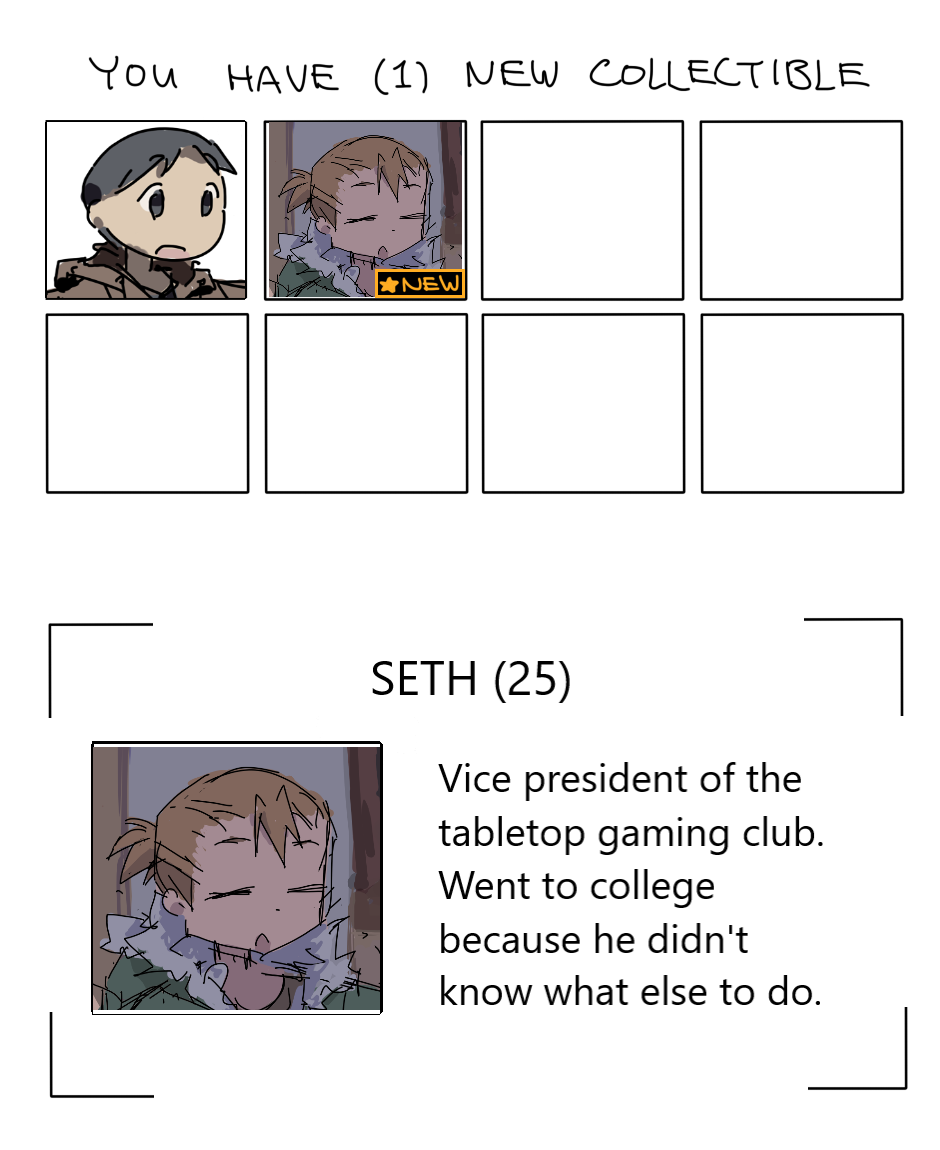 YOU HAVE (1) NEW COLLECTIBLE
NEW
SETH (25)
Vice president of the
tabletop gaming club.
Went to college
because he didn't
know what else to do.